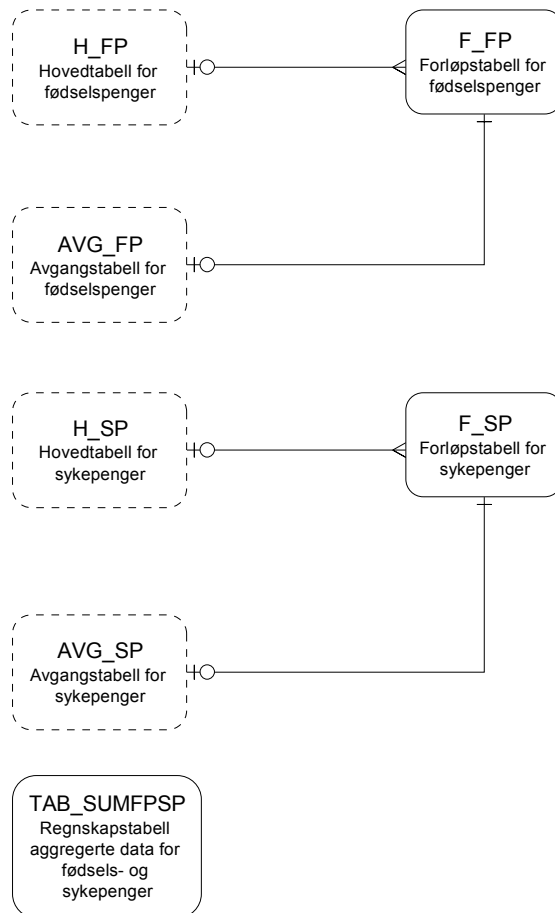 H_FP
Hovedtabell for
fødselspenger
F_FP
Forløpstabell for
fødselspenger
AVG_FP
Avgangstabell for
fødselspenger
H_SP
Hovedtabell for
sykepenger
F_SP
Forløpstabell for
sykepenger
AVG_SP
Avgangstabell for
sykepenger
TAB_SUMFPSP
Regnskapstabell
aggregerte data for
fødsels- og
sykepenger